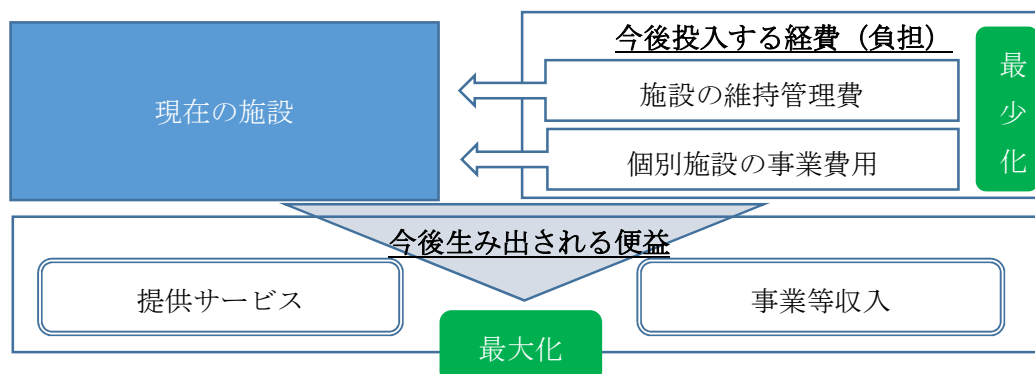 今後投入する経費（負担）
現在の施設
施設の維持管理費
個別施設の事業費用
最少化
今後生み出される便益
提供サービス
事業等収入
最大化